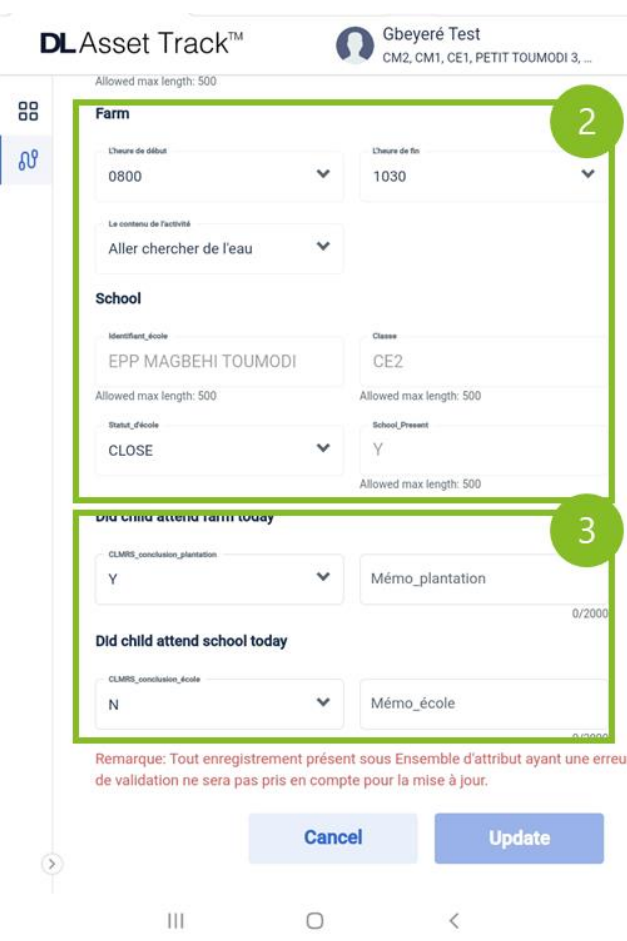 DL Asset Track™
Gbeyeré Test
CM2, CM1, CE1, PETIT TOUMODI 3, ...
Allowed max length: 500
Farm
2
L'heure de début
L'heure de fin
0800
1030
Le contenu de l'activité
Aller chercher de l'eau
School
Identifiant_école
Classe
EPP MAGBEHI TOUMODI
CE2
Allowed max length: 500
Allowed max length: 500
Statut_d'école
School_Present
CLOSE
Y
Allowed max length: 500
3
Did child attend farm today
CLMRS_conclusion_plantation
Y
Mémo_plantation
0/2000
Did child attend school today
CLMRS_conclusion_école
N
Mémo_école
0/2000
Remarque: Tout enregistrement présent sous Ensemble d'attribut ayant une erreu
de validation ne sera pas pris en compte pour la mise à jour.
Cancel
Update